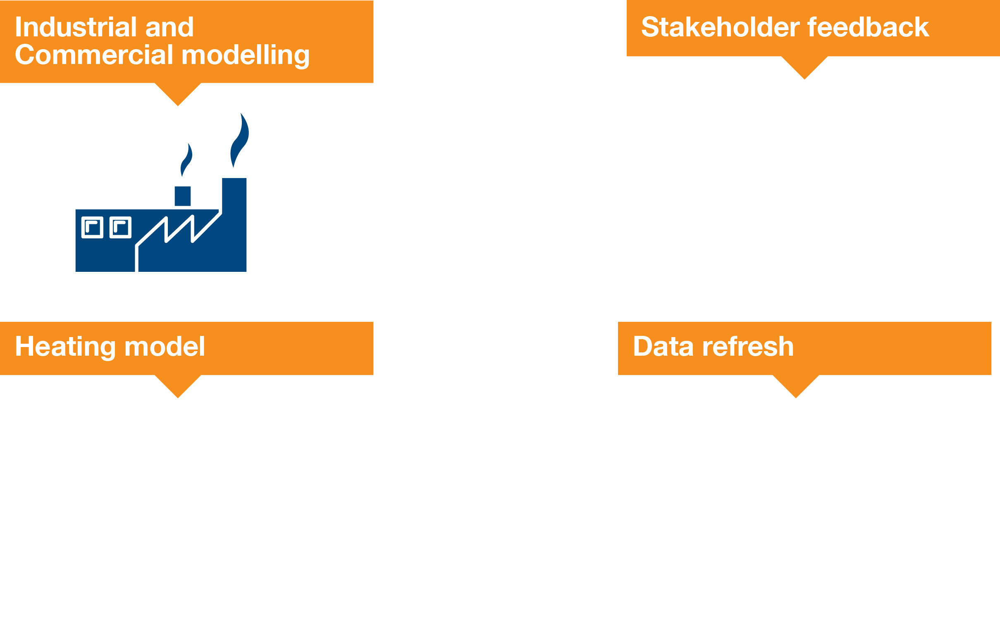 Industrial and
Commercial modelling
Stakeholder feedback
Heating model
Data refresh